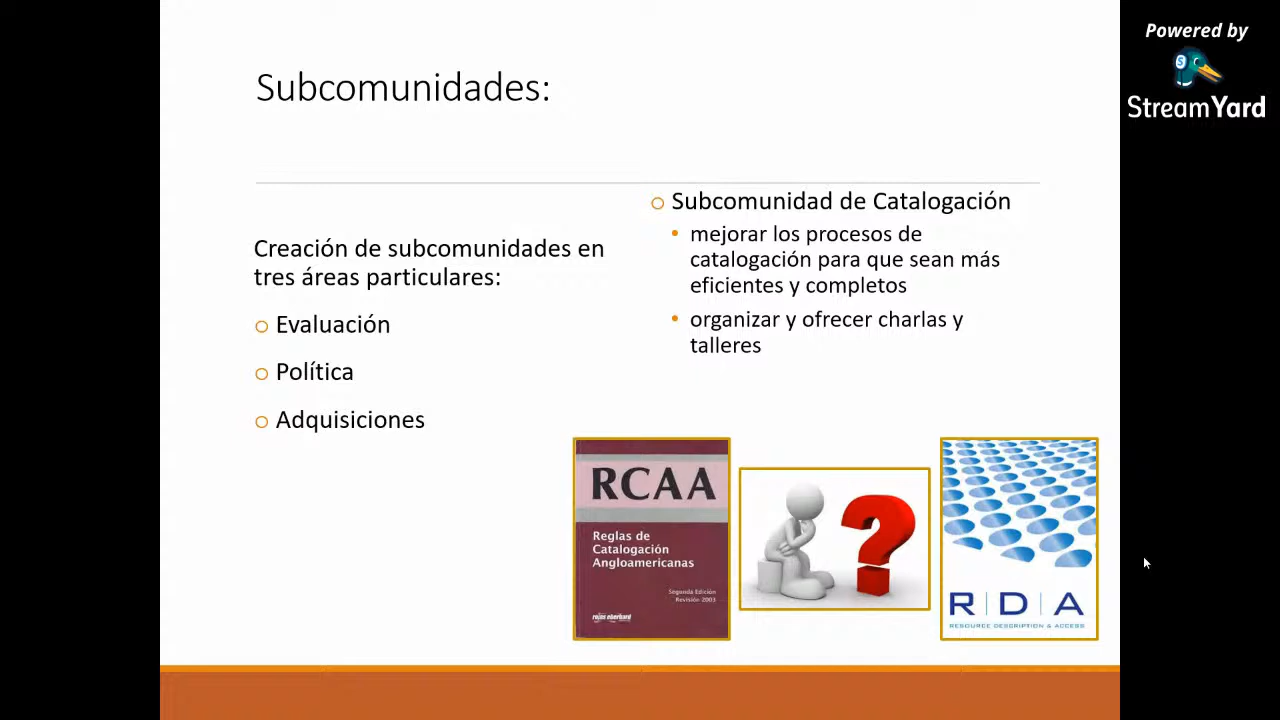 Subcomunidades:
Creación de subcomunidades en
tres áreas particulares:
Evaluación
Política
Adquisiciones
Subcomunidad de Catalogación
mejorar los procesos de
catalogación para que sean más
eficientes y completos
organizar y ofrecer charlas y
talleres
RCAA
Reglas de
Catalogación
Angloamericanas
Segunda Edición
Revisión 2003
rojas eberhard
?
R|D|A
RESOURCE DESCRIPTION & ACCESS
Powered by
S
StreamYard